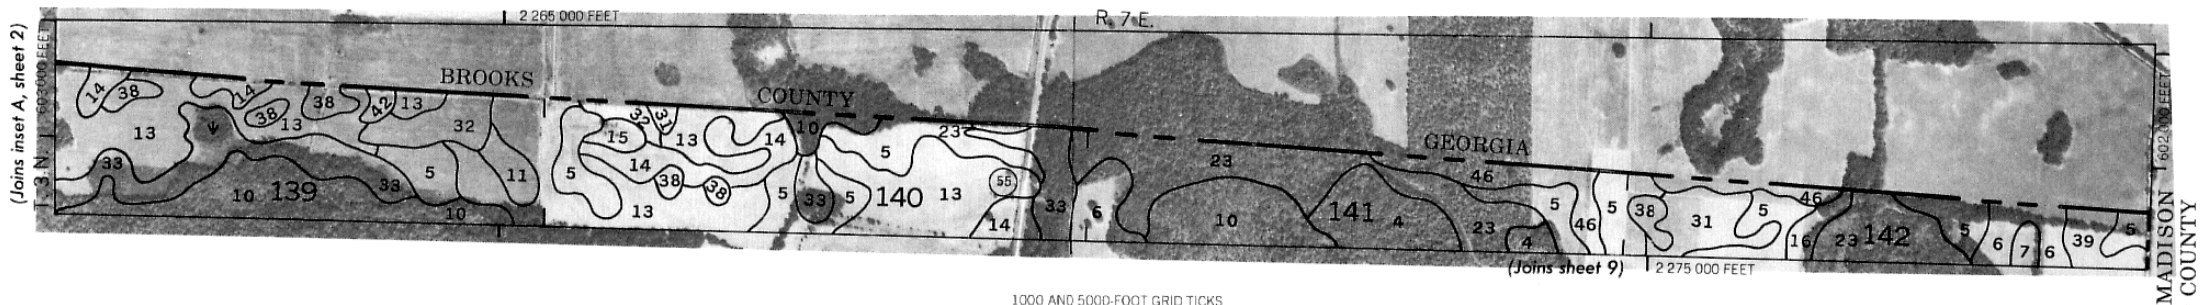 2 265 000 FEET
R. 7 E.
(Joins inset A, sheet 2)
T. 3 N.
603000 FEET
BROOKS
COUNTY
GEORGIA
602 000 FEET
MADISON
COUNTY
14 38 14 38 38 42 13
13 13 32
33 10 139 33 5 11
10
15 32 31 13 14 10
5 14 38 38 5 33 5
13
5 23
140 13 55
14 33
6
23
10 141 4 23 4
46
5 46 5 38 31 5 46
16 23 142
5 6 7 6 39 5
(Joins sheet 9)
2 275 000 FEET
1000 AND 5000-FOOT GRID TICKS